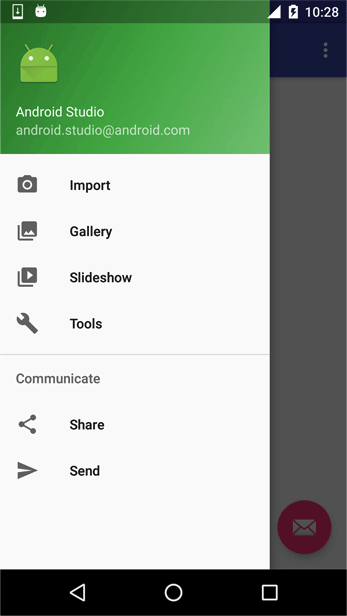 10:28
Android Studio
android.studio@android.com
Import
Gallery
Slideshow
Tools
Communicate
Share
Send